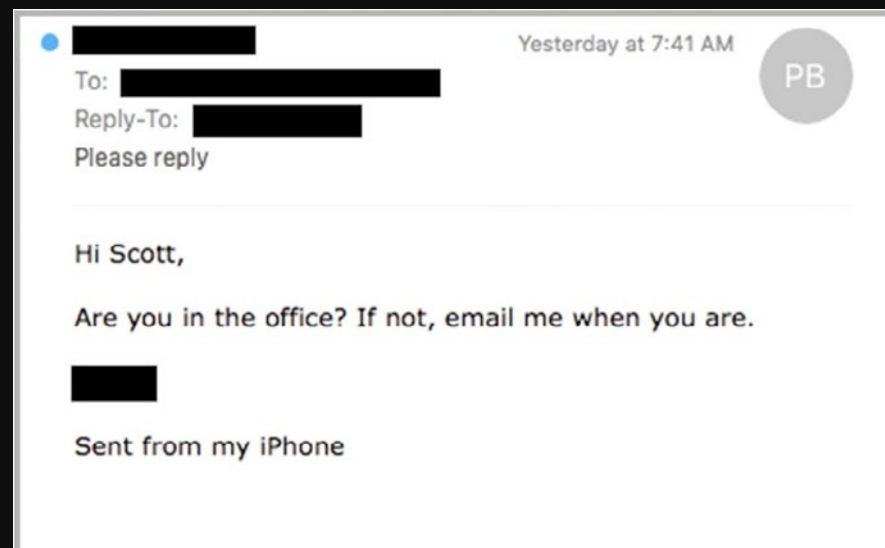 Yesterday at 7:41 AM
PB
To:
Reply-To:
Please reply
Hi Scott,
Are you in the office? If not, email me when you are.
Sent from my iPhone